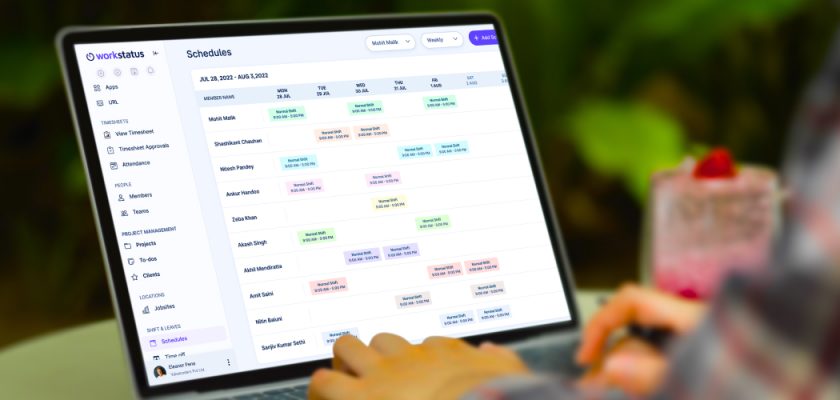 workstatus
Apps
URL
TIMESHEETS
View Timesheet
Timesheet Approvals
Attendance
PEOPLE
Members
Teams
PROJECT MANAGEMENT
Projects
To-dos
Clients
LOCATIONS
Jobsites
SHIFT & LEAVES
Schedules
Time off
Eleanor Pena
Schedules
Mohit Malik
Weekly
+ Add
JUL 28, 2022 - AUG 3,2022
MEMBER NAME
MON
28 JUL
TUE
29 JUL
WED
30 JUL
THU
31 JUL
FRI
1 AUG
SAT
2 AUG
Mohit Malik
Normal Shift
9:00 AM - 5:00 PM
Normal Shift
9:00 AM - 5:00 PM
Normal Shift
9:00 AM - 5:00 PM
Shashikant Chauhan
Normal Shift
9:00 AM - 5:00 PM
Normal Shift
9:00 AM - 5:00 PM
Nitesh Pandey
Normal Shift
9:00 AM - 5:00 PM
Normal Shift
9:00 AM - 5:00 PM
Normal Shift
9:00 AM - 5:00 PM
Ankur Handoo
Normal Shift
9:00 AM - 5:00 PM
Normal Shift
9:00 AM - 5:00 PM
Zeba Khan
Normal Shift
9:00 AM - 5:00 PM
Akash Singh
Normal Shift
9:00 AM - 5:00 PM
Normal Shift
9:00 AM - 5:00 PM
Akhil Mendiratta
Normal Shift
9:00 AM - 5:00 PM
Normal Shift
9:00 AM - 5:00 PM
Amit Saini
Normal Shift
9:00 AM - 5:00 PM
Normal Shift
9:00 AM - 5:00 PM
Normal Shift
9:00 AM - 5:00 PM
Nitin Baluni
Normal Shift
9:00 AM - 5:00 PM
Normal Shift
9:00 AM - 5:00 PM
Sanjiv Kumar Sethi
Normal Shift
Normal Shift
9:00 AM - 5:00 PM
Normal Shift
9:00 AM - 5:00 PM